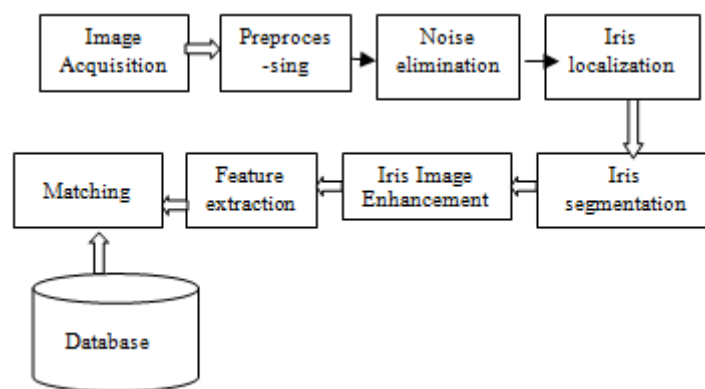 Image
Acquisition
Preproces
-sing
Noise
elimination
Iris
localization
Matching
Feature
extraction
Iris Image
Enhancement
Iris
segmentation
Database